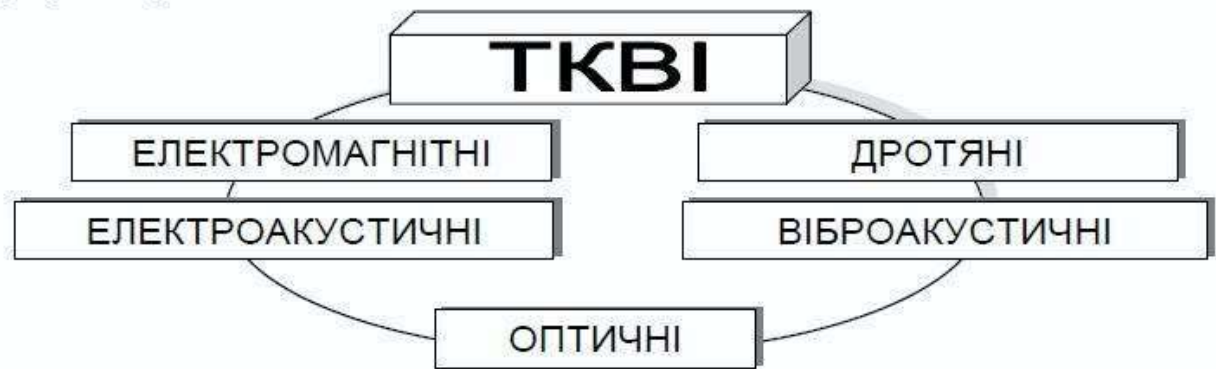 ТКВІ
ЕЛЕКТРОМАГНІТНІ
ДРОТЯНІ
ЕЛЕКТРОАКУСТИЧНІ
ВІБРОАКУСТИЧНІ
ОПТИЧНІ